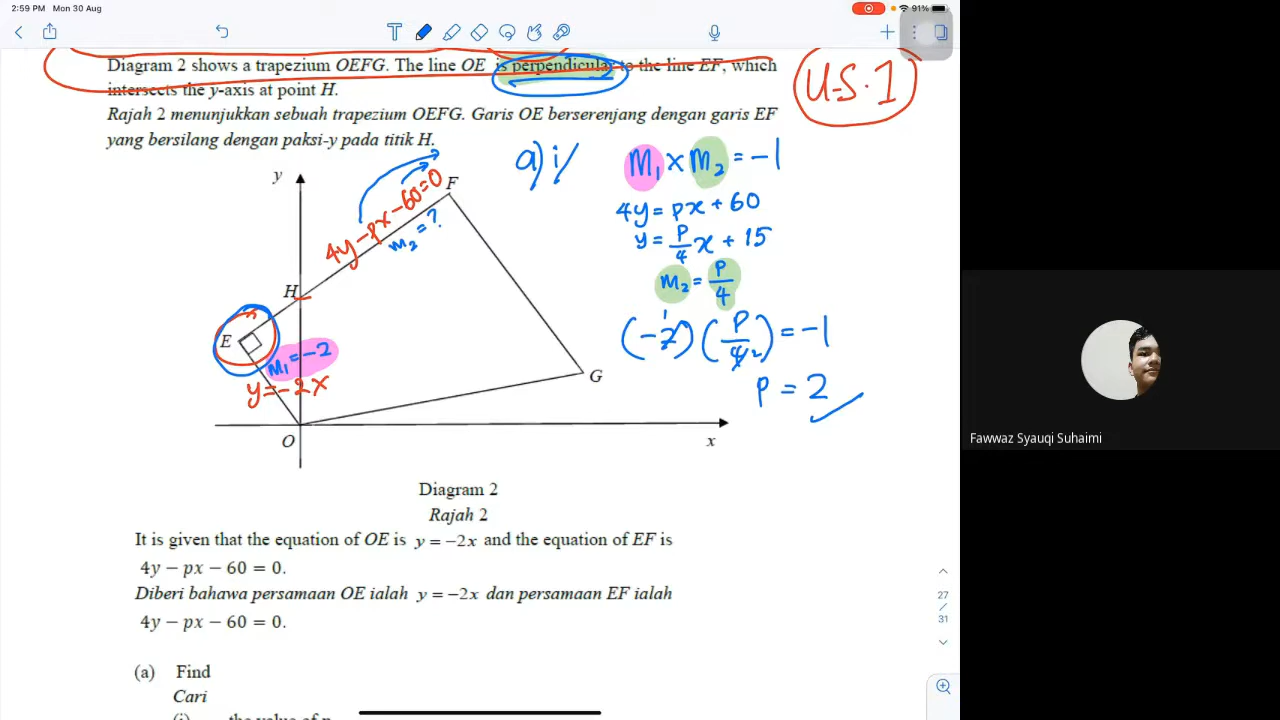 2:59 PM Mon 30 Aug
91%
Diagram 2 shows a trapezium OEFG. The line OE is perpendicular to the line EF, which
intersects the y-axis at point H.
Rajah 2 menunjukkan sebuah trapezium OEFG. Garis OE berserenjang dengan garis EF
yang bersilang dengan paksi-y pada titik H.
U.S.1
a) i/
M₁ × M₂ = -1
4y = px + 60
y = p/4 x + 15
M₂ = p/4
(-2)(p/4) = -1
1
2
p = 2
y
F
4y-px-60=0
m₂ = ?
H
E
M₁ = -2
y=-2x
G
O
x
Diagram 2
Rajah 2
It is given that the equation of OE is y = −2x and the equation of EF is
4y − px − 60 = 0.
Diberi bahawa persamaan OE ialah y = −2x dan persamaan EF ialah
4y − px − 60 = 0.
(a) Find
Cari
(i) the value of p
27
/
31
Fawwaz Syauqi Suhaimi